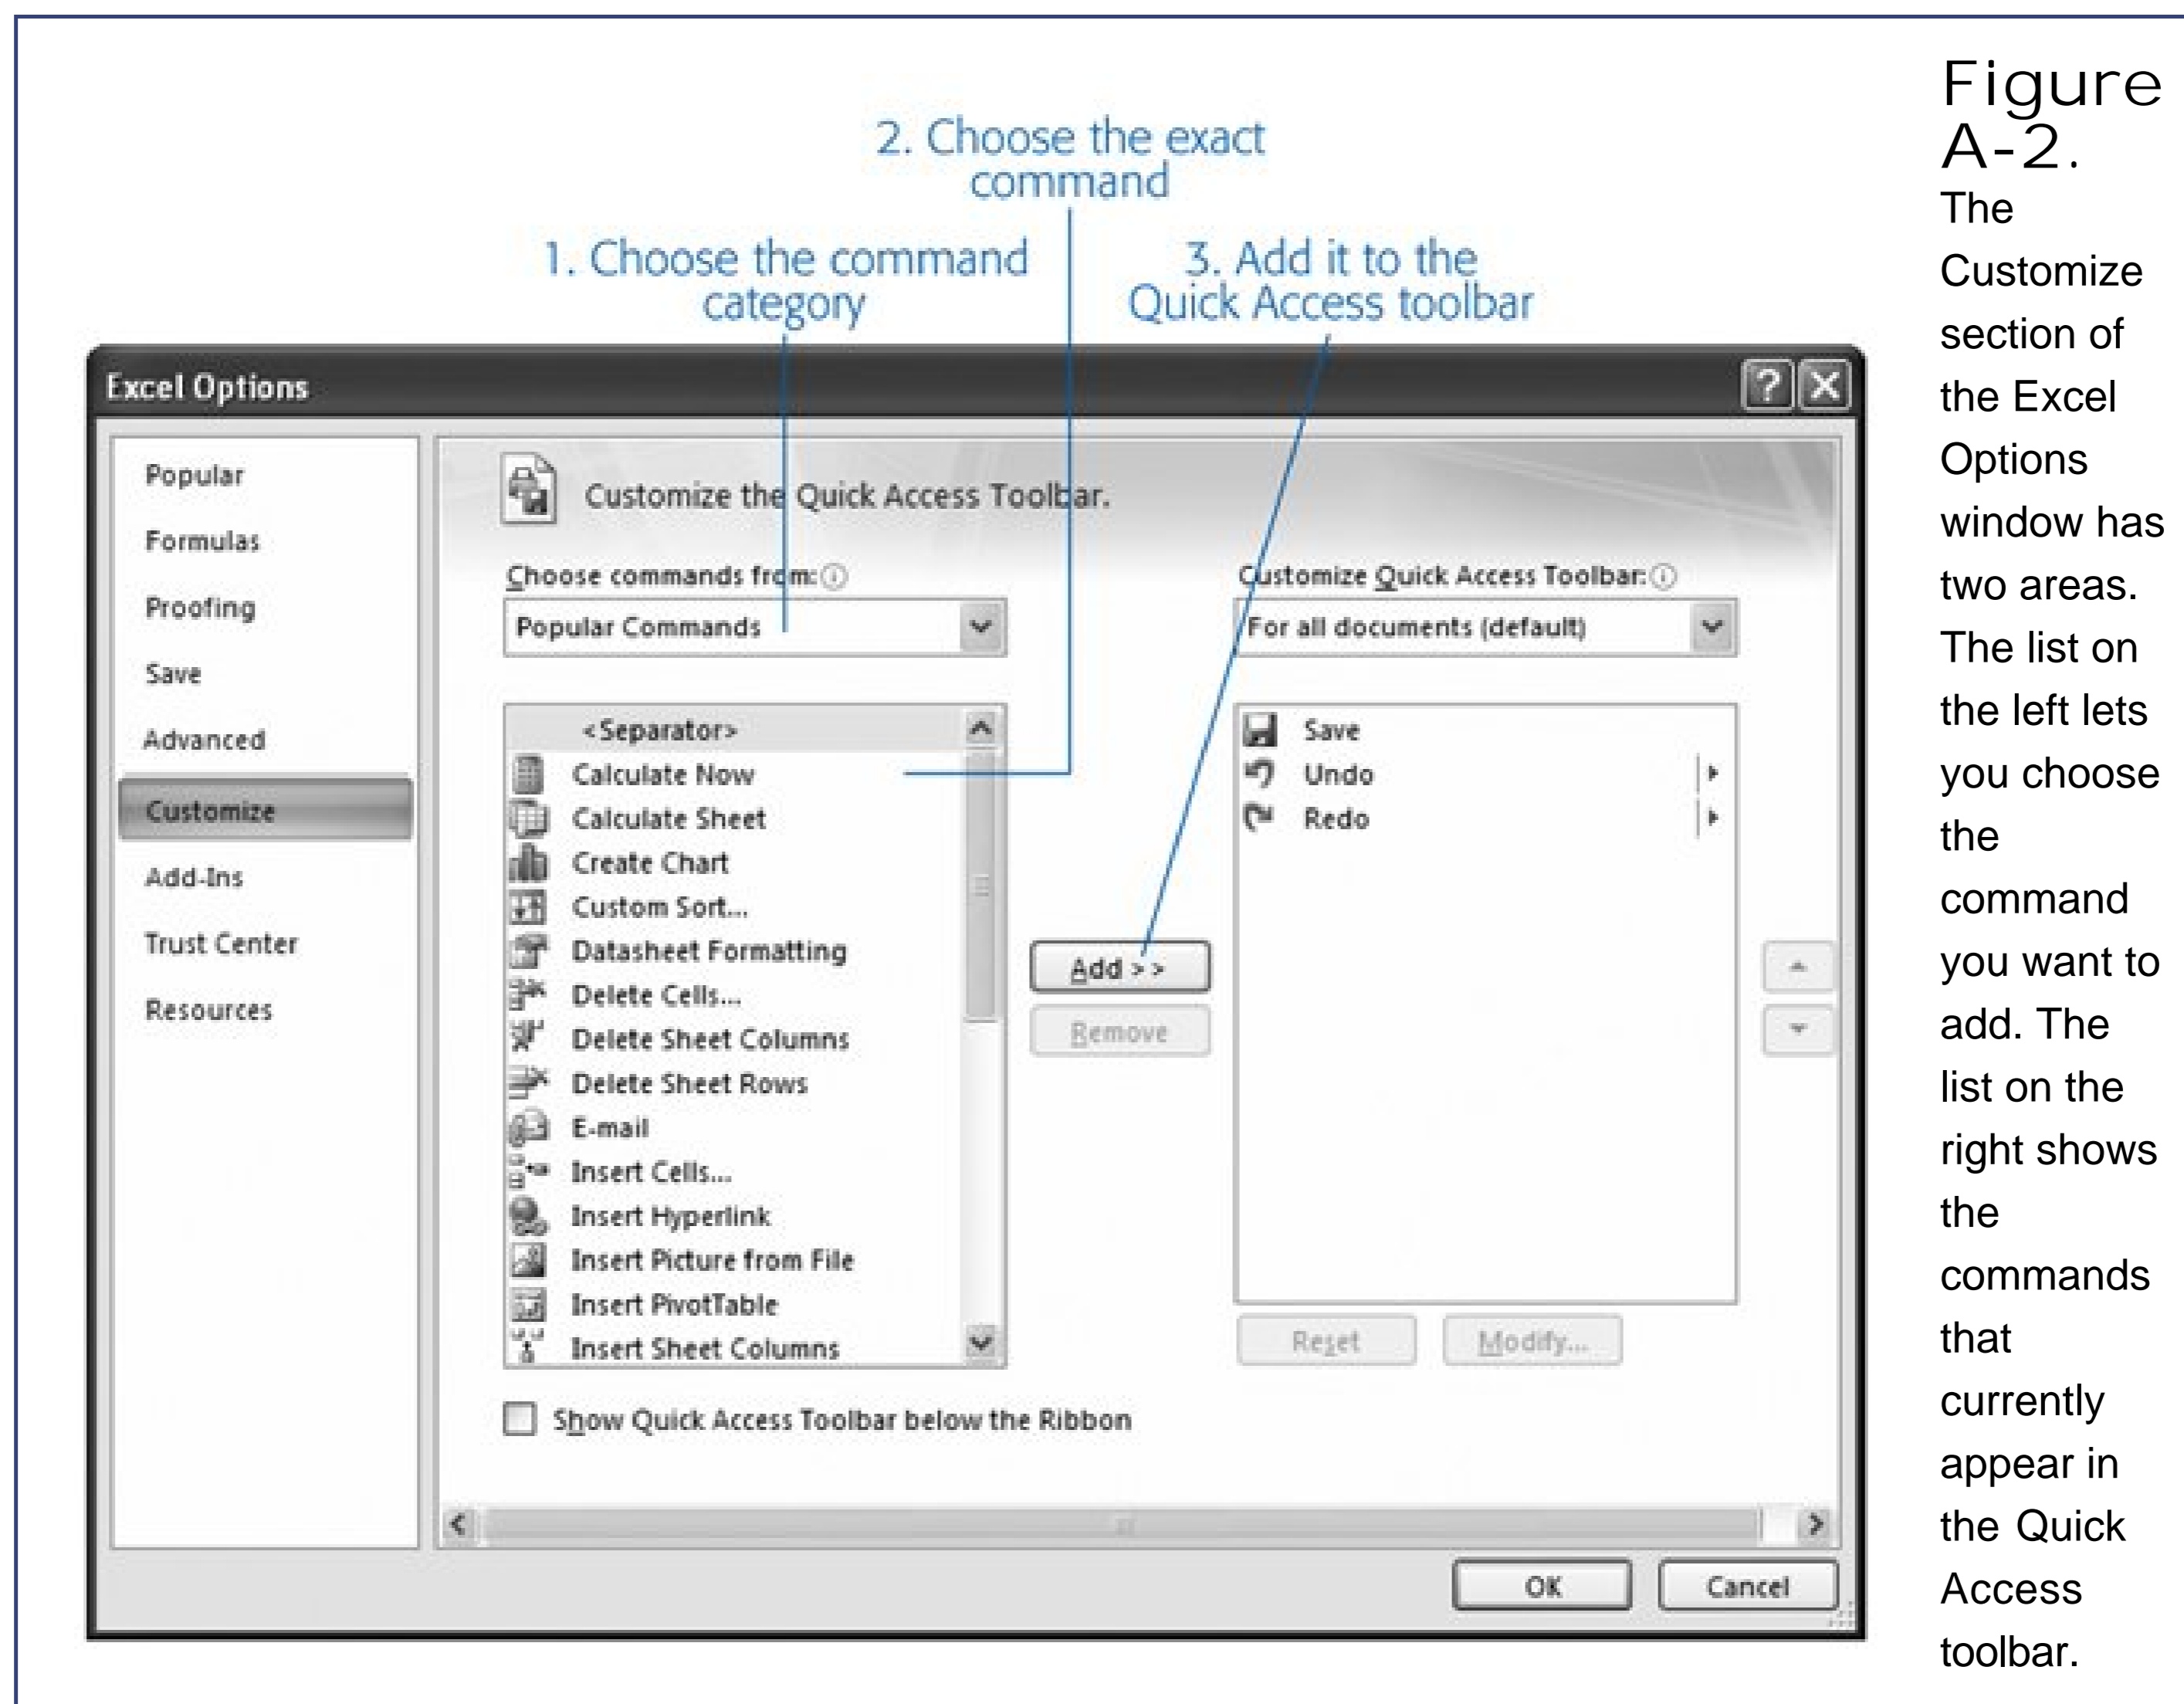 2. Choose the exact
command
1. Choose the command
category
3. Add it to the
Quick Access toolbar
Excel Options
Popular
Formulas
Proofing
Save
Advanced
Customize
Add-Ins
Trust Center
Resources
Customize the Quick Access Toolbar.
Choose commands from:
Popular Commands
<Separator>
Calculate Now
Calculate Sheet
Create Chart
Custom Sort...
Datasheet Formatting
Delete Cells...
Delete Sheet Columns
Delete Sheet Rows
E-mail
Insert Cells...
Insert Hyperlink
Insert Picture from File
Insert PivotTable
Insert Sheet Columns
Show Quick Access Toolbar below the Ribbon
Add >>
Remove
Customize Quick Access Toolbar:
For all documents (default)
Save
Undo
Redo
Reset
Modify...
OK
Cancel
Figure
A-2.
The
Customize
section of
the Excel
Options
window has
two areas.
The list on
the left lets
you choose
the
command
you want to
add. The
list on the
right shows
the
commands
that
currently
appear in
the Quick
Access
toolbar.